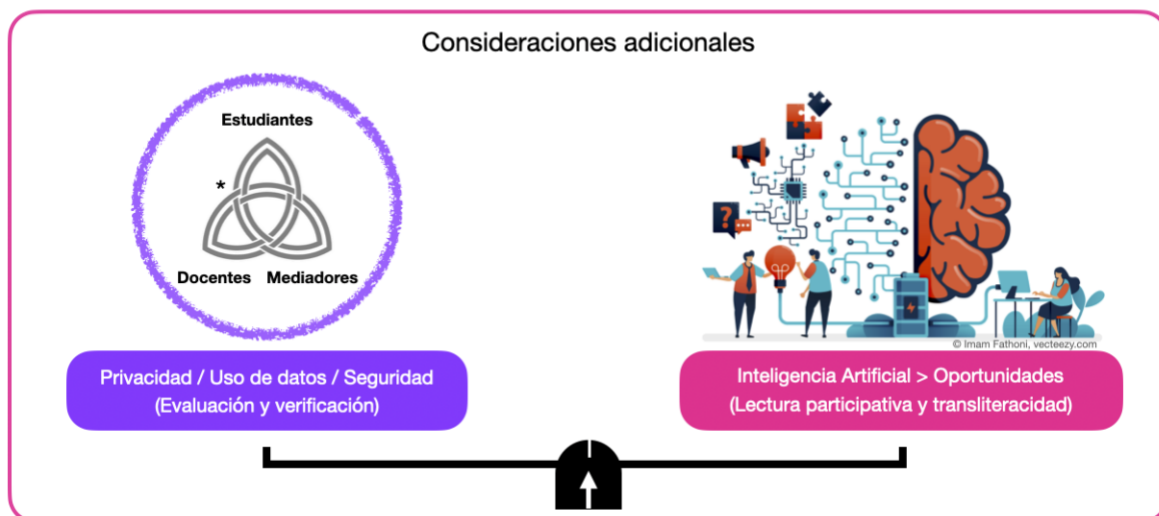 Consideraciones adicionales
Estudiantes
*
Docentes
Mediadores
?
© Imam Fathoni, vecteezy.com
Privacidad / Uso de datos / Seguridad
(Evaluación y verificación)
Inteligencia Artificial > Oportunidades
(Lectura participativa y transliteracidad)